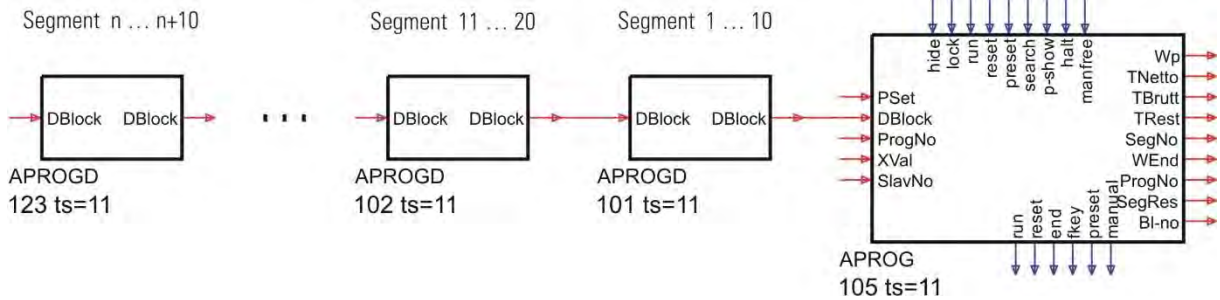 Segment n ... n+10
Segment 11 ... 20
Segment 1 ... 10
DBlock DBlock
APROGD
123 ts=11
. . .
DBlock DBlock
APROGD
102 ts=11
DBlock DBlock
APROGD
101 ts=11
hide
lock
run
reset
preset
search
p-show
halt
manfree
PSet
DBlock
ProgNo
XVal
SlavNo
Wp
TNetto
TBrutt
TRest
SegNo
WEnd
ProgNo
SegRes
Bl-no
run
reset
end
fkey
preset
manual
APROG
105 ts=11